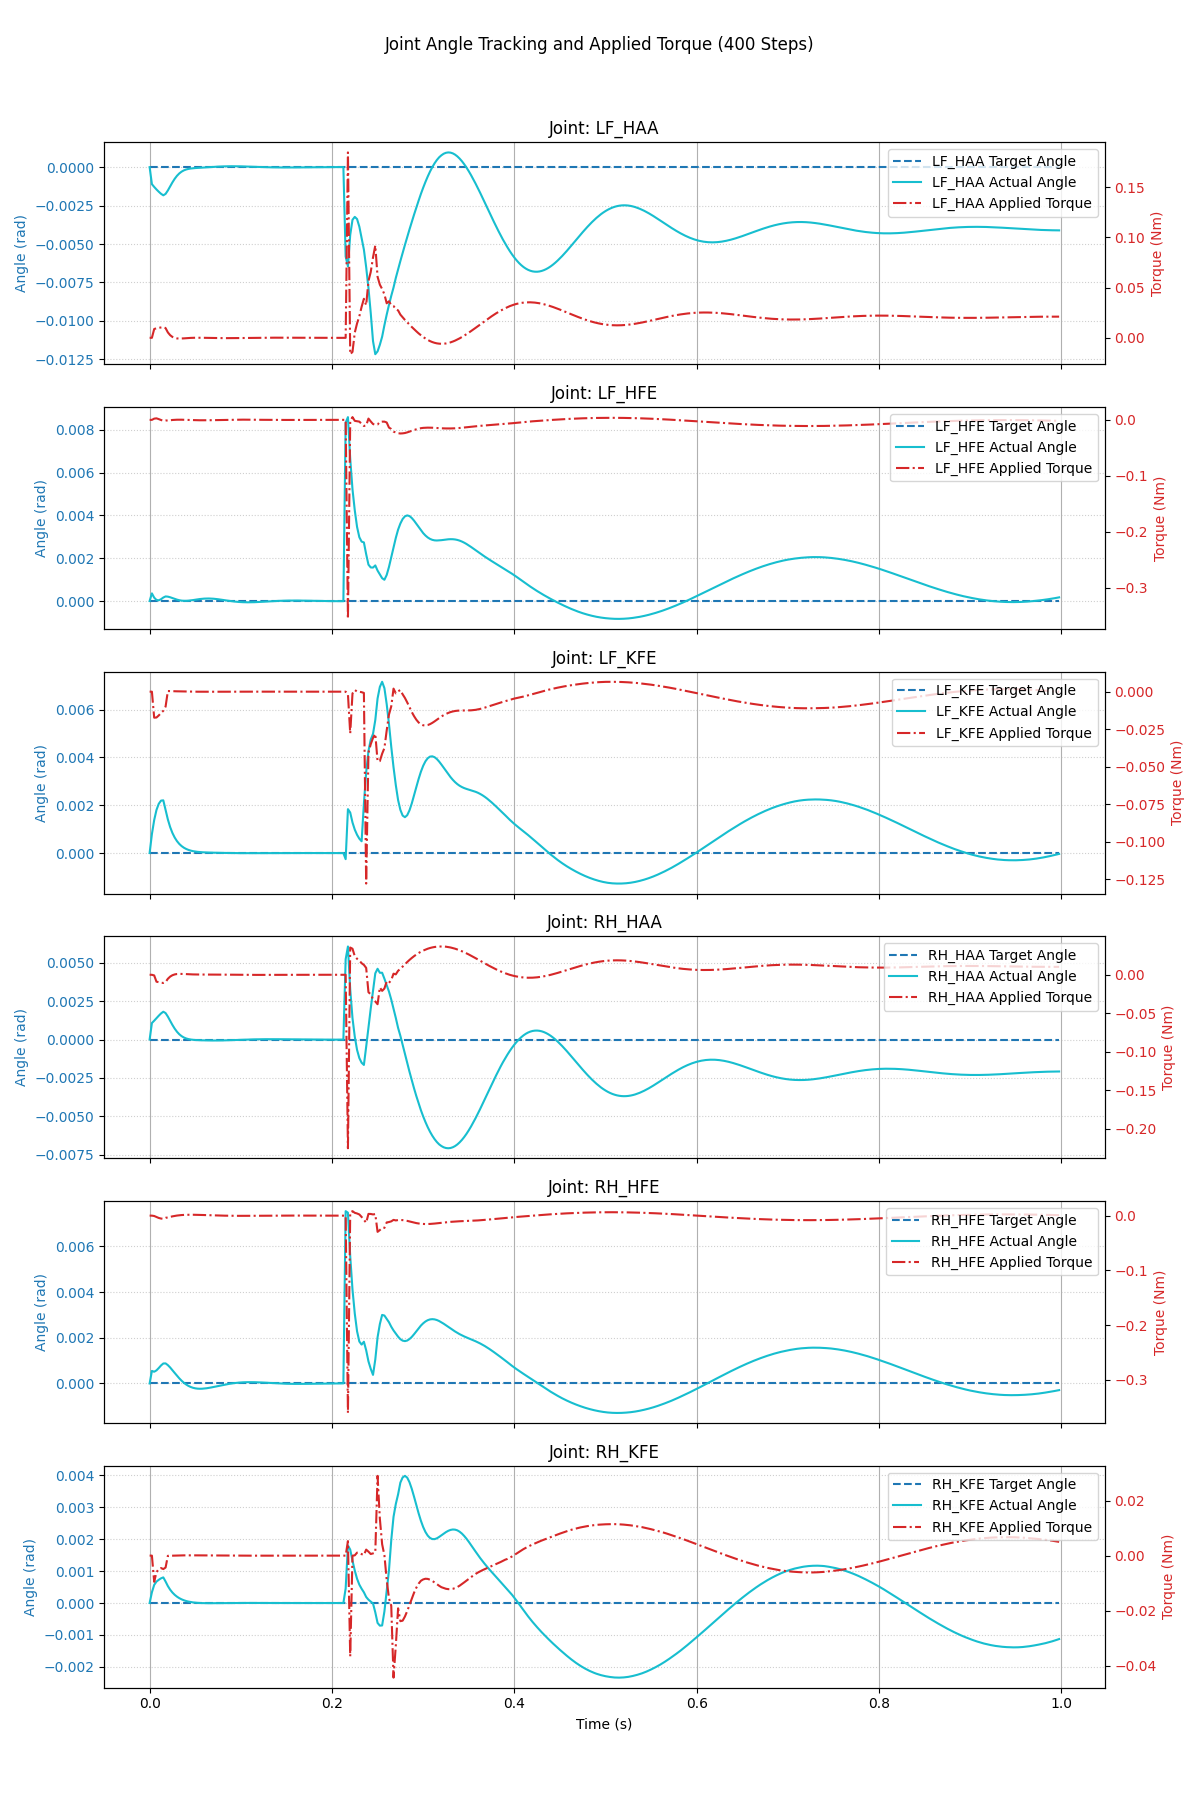 Joint Angle Tracking and Applied Torque (400 Steps)
Joint: LF_HAA
0.0000
−0.0025
−0.0050
−0.0075
−0.0100
−0.0125
Angle (rad)
LF_HAA Target Angle
LF_HAA Actual Angle
LF_HAA Applied Torque
0.15
0.10
0.05
0.00
Torque (Nm)
Joint: LF_HFE
0.008
0.006
0.004
0.002
0.000
Angle (rad)
LF_HFE Target Angle
LF_HFE Actual Angle
LF_HFE Applied Torque
0.0
−0.1
−0.2
−0.3
Torque (Nm)
Joint: LF_KFE
0.006
0.004
0.002
0.000
Angle (rad)
LF_KFE Target Angle
LF_KFE Actual Angle
LF_KFE Applied Torque
0.000
−0.025
−0.050
−0.075
−0.100
−0.125
Torque (Nm)
Joint: RH_HAA
0.0050
0.0025
0.0000
−0.0025
−0.0050
−0.0075
Angle (rad)
RH_HAA Target Angle
RH_HAA Actual Angle
RH_HAA Applied Torque
0.00
−0.05
−0.10
−0.15
−0.20
Torque (Nm)
Joint: RH_HFE
0.006
0.004
0.002
0.000
Angle (rad)
RH_HFE Target Angle
RH_HFE Actual Angle
RH_HFE Applied Torque
0.0
−0.1
−0.2
−0.3
Torque (Nm)
Joint: RH_KFE
0.004
0.003
0.002
0.001
0.000
−0.001
−0.002
Angle (rad)
RH_KFE Target Angle
RH_KFE Actual Angle
RH_KFE Applied Torque
0.02
0.00
−0.02
−0.04
Torque (Nm)
0.0 0.2 0.4 0.6 0.8 1.0
Time (s)